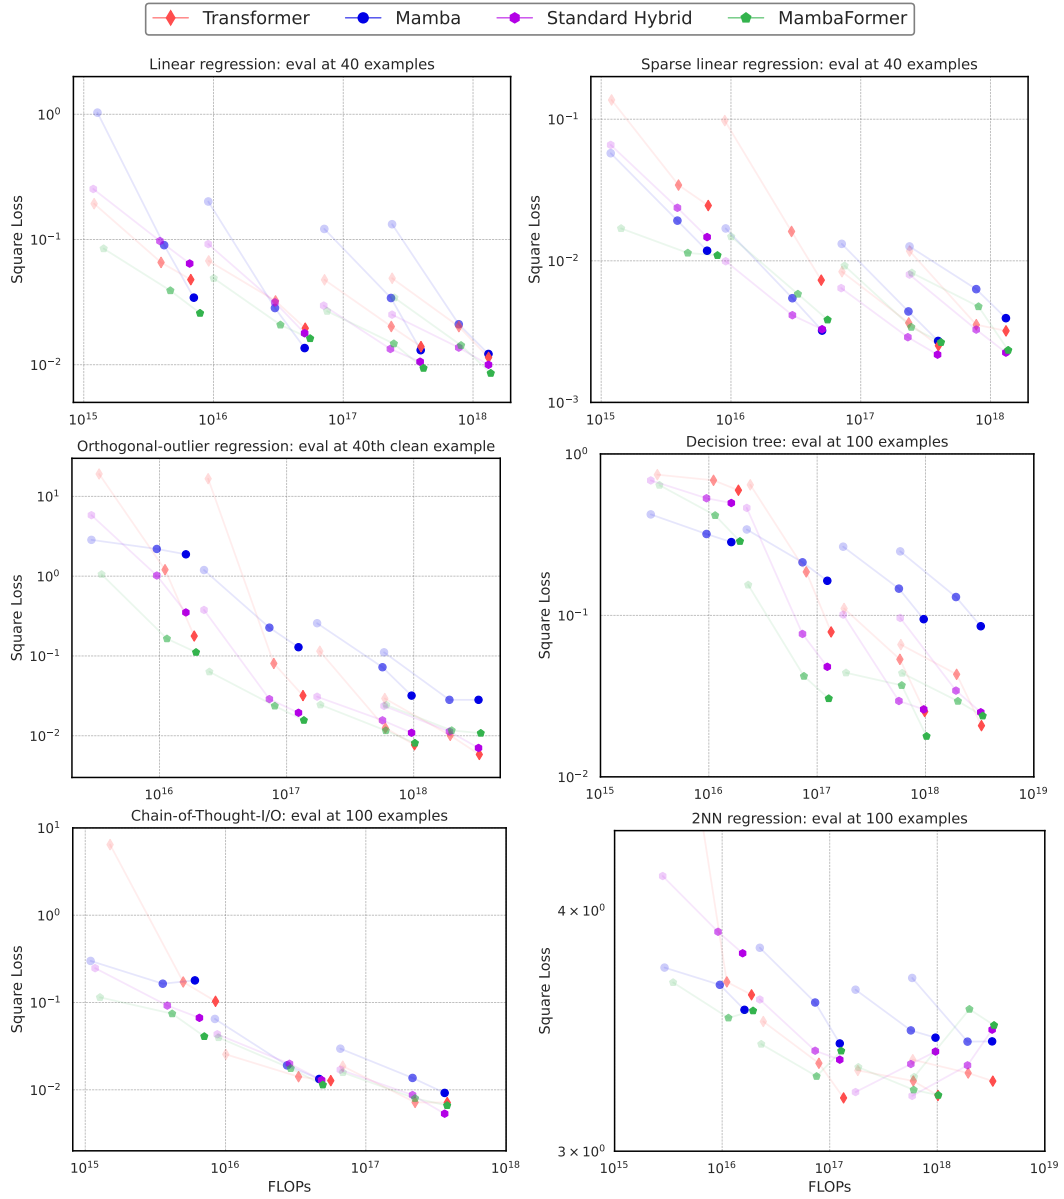 Transformer Mamba Standard Hybrid MambaFormer
Linear regression: eval at 40 examples
Square Loss
10⁰
10⁻¹
10⁻²
10¹⁵ 10¹⁶ 10¹⁷ 10¹⁸
Sparse linear regression: eval at 40 examples
Square Loss
10⁻¹
10⁻²
10⁻³
10¹⁵ 10¹⁶ 10¹⁷ 10¹⁸
Orthogonal-outlier regression: eval at 40th clean example
Square Loss
10¹
10⁰
10⁻¹
10⁻²
10¹⁶ 10¹⁷ 10¹⁸
Decision tree: eval at 100 examples
Square Loss
10⁰
10⁻¹
10⁻²
10¹⁵ 10¹⁶ 10¹⁷ 10¹⁸ 10¹⁹
Chain-of-Thought-I/O: eval at 100 examples
Square Loss
10¹
10⁰
10⁻¹
10⁻²
10¹⁵ 10¹⁶ 10¹⁷ 10¹⁸
FLOPs
2NN regression: eval at 100 examples
Square Loss
4 × 10⁰
3 × 10⁰
10¹⁵ 10¹⁶ 10¹⁷ 10¹⁸ 10¹⁹
FLOPs